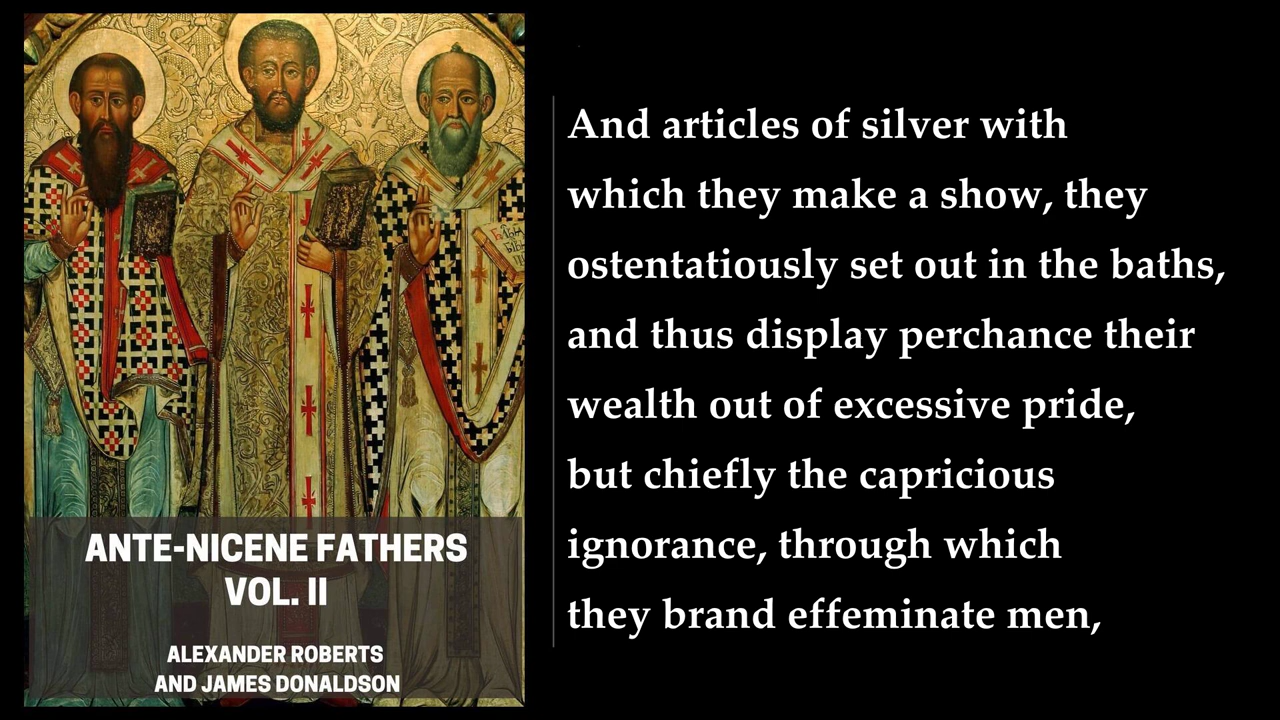 ANTE-NICENE FATHERS
VOL. II
ALEXANDER ROBERTS
AND JAMES DONALDSON
And articles of silver with
which they make a show, they
ostentatiously set out in the baths,
and thus display perchance their
wealth out of excessive pride,
but chiefly the capricious
ignorance, through which
they brand effeminate men,